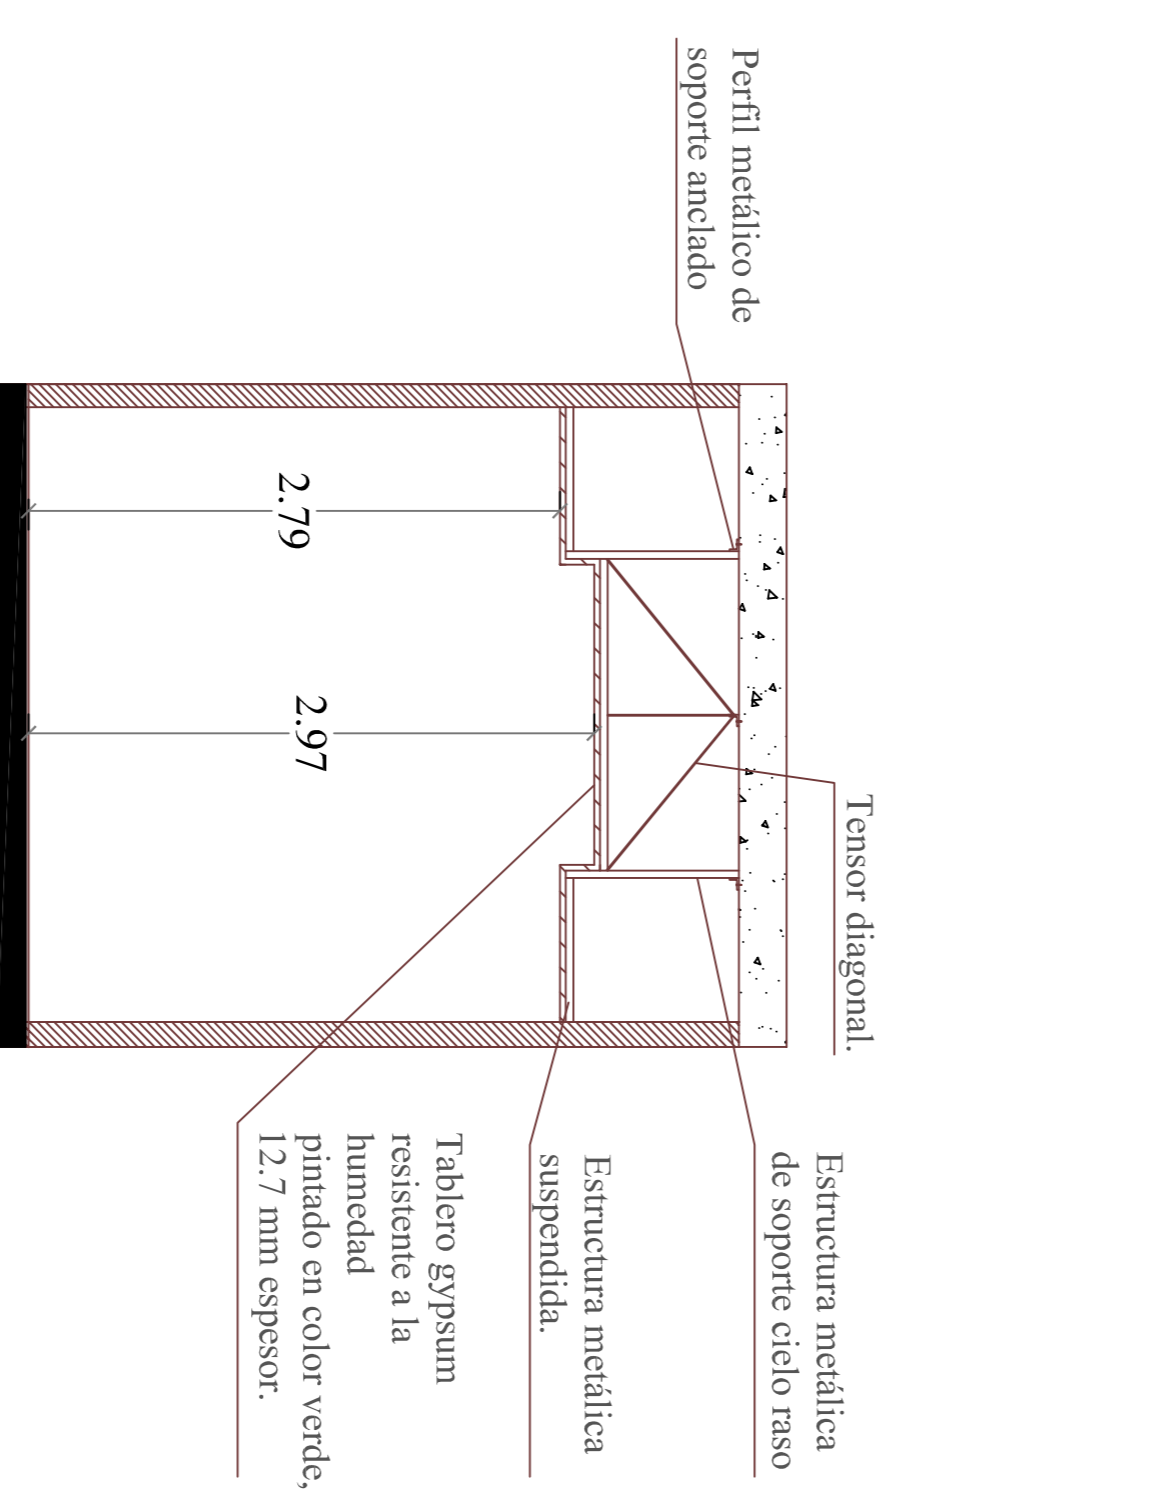 Perfil metálico de
soporte anclado
Tensor diagonal.
Estructura metálica
de soporte cielo raso
Estructura metálica
suspendida.
Tablero gypsum
resistente a la
humedad
pintado en color verde,
12.7 mm espesor.
2.79
2.97